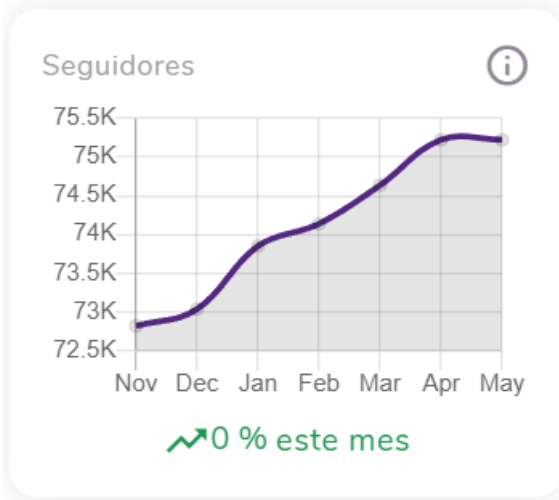 Seguidores
75.5K
75K
74.5K
74K
73.5K
73K
72.5K
Nov Dec Jan Feb Mar Apr May
0 % este mes